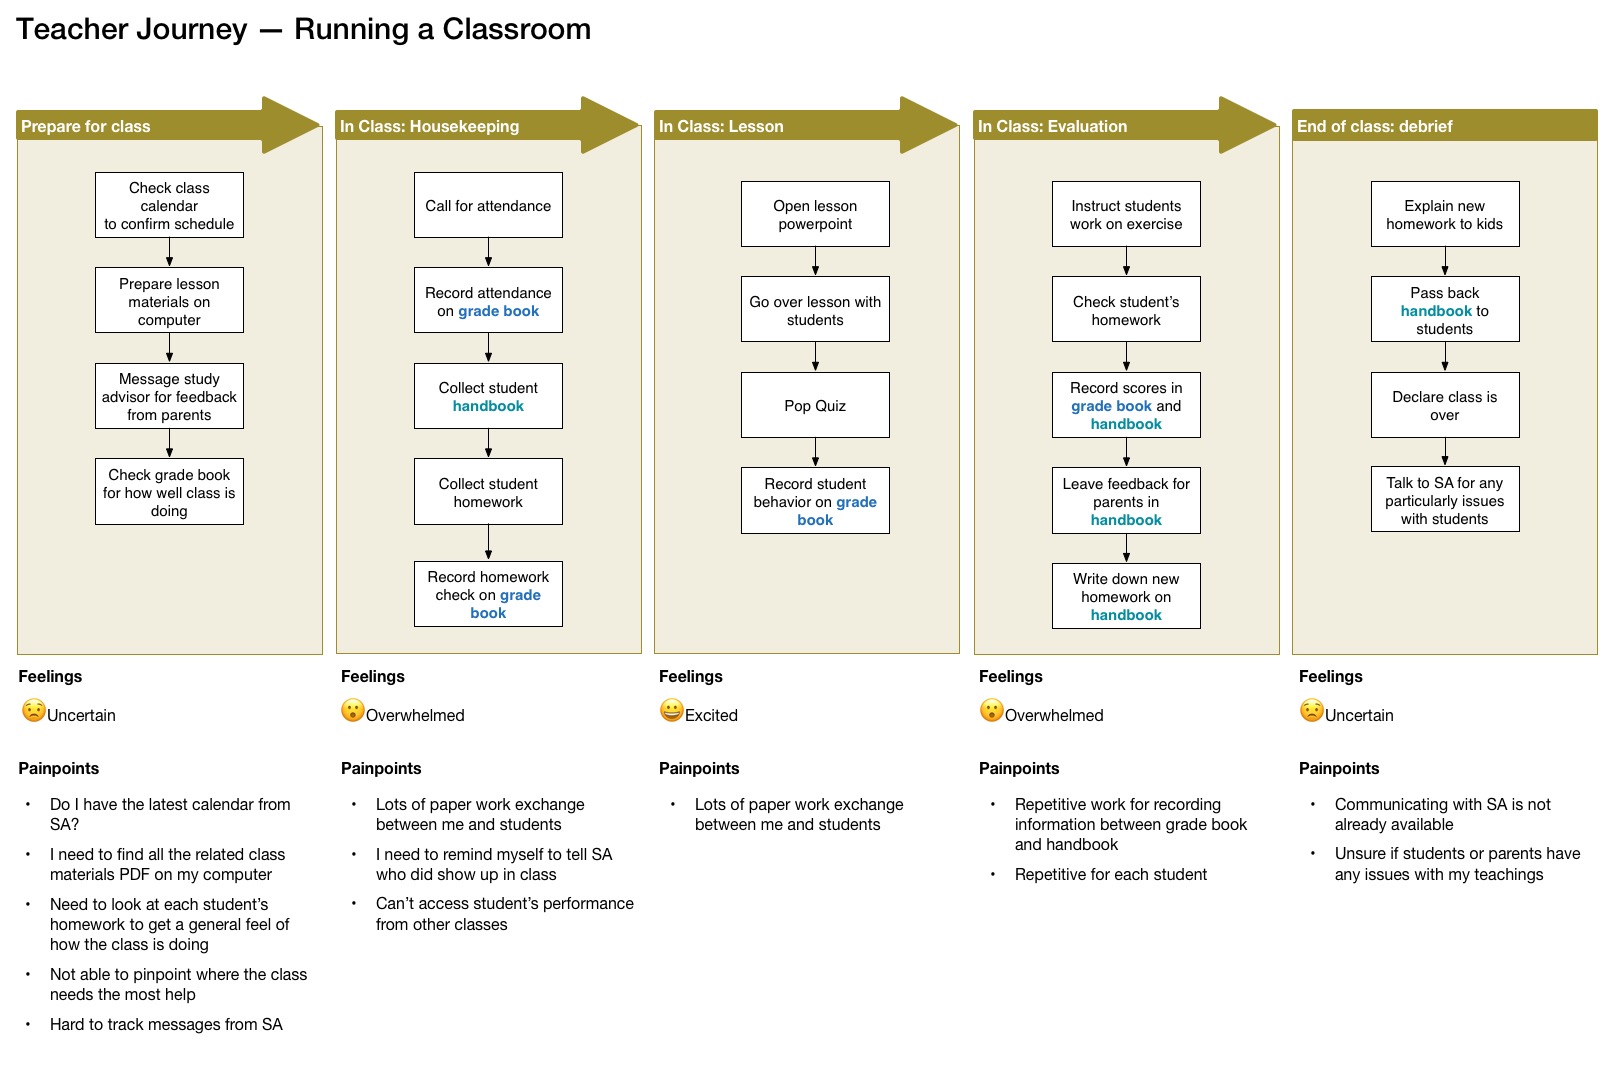 Teacher Journey — Running a Classroom
Prepare for class
Check class
calendar
to confirm schedule
Prepare lesson
materials on
computer
Message study
advisor for feedback
from parents
Check grade book
for how well class is
doing
Feelings
Uncertain
Painpoints
• Do I have the latest calendar from
SA?
• I need to find all the related class
materials PDF on my computer
• Need to look at each student’s
homework to get a general feel of
how the class is doing
• Not able to pinpoint where the class
needs the most help
• Hard to track messages from SA
In Class: Housekeeping
Call for attendance
Record attendance
on grade book
Collect student
handbook
Collect student
homework
Record homework
check on grade
book
Feelings
Overwhelmed
Painpoints
• Lots of paper work exchange
between me and students
• I need to remind myself to tell SA
who did show up in class
• Can’t access student’s performance
from other classes
In Class: Lesson
Open lesson
powerpoint
Go over lesson with
students
Pop Quiz
Record student
behavior on grade
book
Feelings
Excited
Painpoints
• Lots of paper work exchange
between me and students
In Class: Evaluation
Instruct students
work on exercise
Check student’s
homework
Record scores in
grade book and
handbook
Leave feedback for
parents in
handbook
Write down new
homework on
handbook
Feelings
Overwhelmed
Painpoints
• Repetitive work for recording
information between grade book
and handbook
• Repetitive for each student
End of class: debrief
Explain new
homework to kids
Pass back
handbook to
students
Declare class is
over
Talk to SA for any
particularly issues
with students
Feelings
Uncertain
Painpoints
• Communicating with SA is not
already available
• Unsure if students or parents have
any issues with my teachings